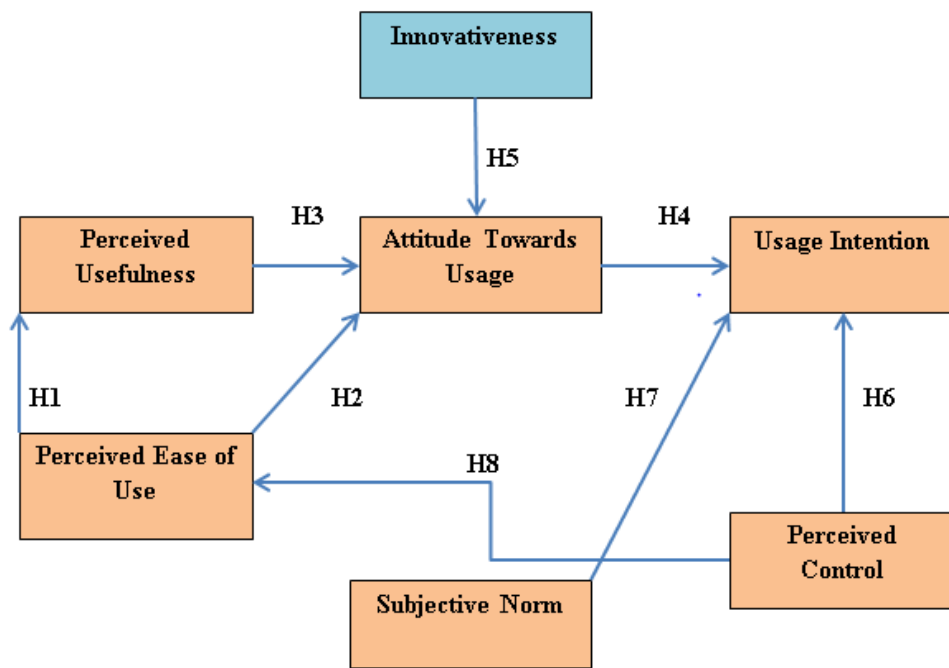 Innovativeness
H5
H3
H4
Perceived
Usefulness
Attitude Towards
Usage
Usage Intention
H1
H2
H7
H6
Perceived Ease of
Use
H8
Perceived
Control
Subjective Norm